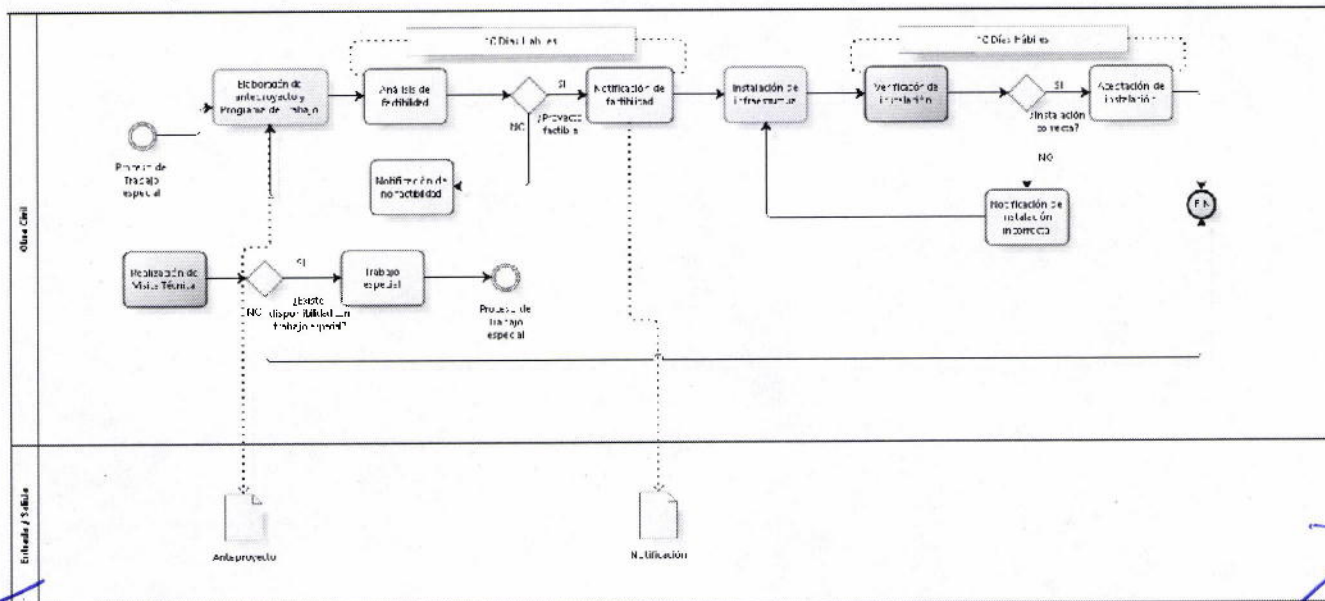 Obra Civil
10 Días Hábiles
Elaboración de
anteproyecto y
Programa de Trabajo
Análisis de
factibilidad
SI
¿Proyecto
factible
NO
Notificación de
factibilidad
Notificación de
no factibilidad
Proceso de
Trabajo
especial
Instalación de
infraestructura
10 Días Hábiles
Verificación de
instalación
SI
¿Instalación
correcta?
NO
Aceptación de
instalación
Notificación de
instalación
incorrecta
FIN
Realización de
Visita Técnica
SI
NO
¿Existe
disponibilidad con
trabajo especial?
Trabajo
especial
Proceso de
Trabajo
especial
Entrada / Salida
Anteproyecto
Notificación